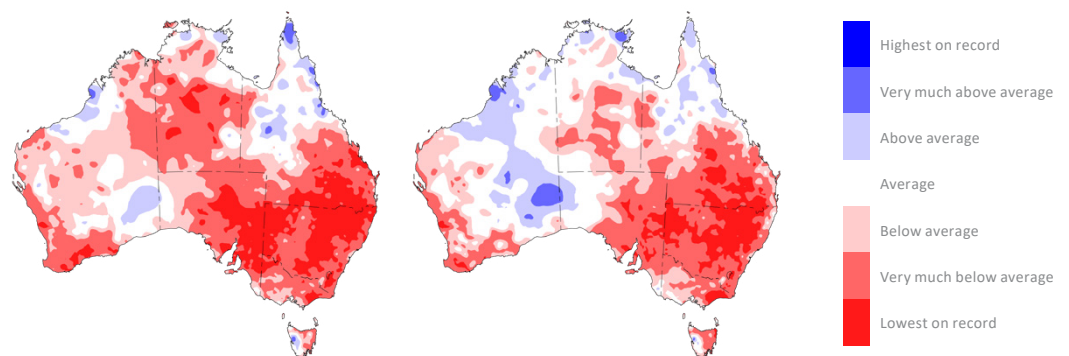 Highest on record
Very much above average
Above average
Average
Below average
Very much below average
Lowest on record